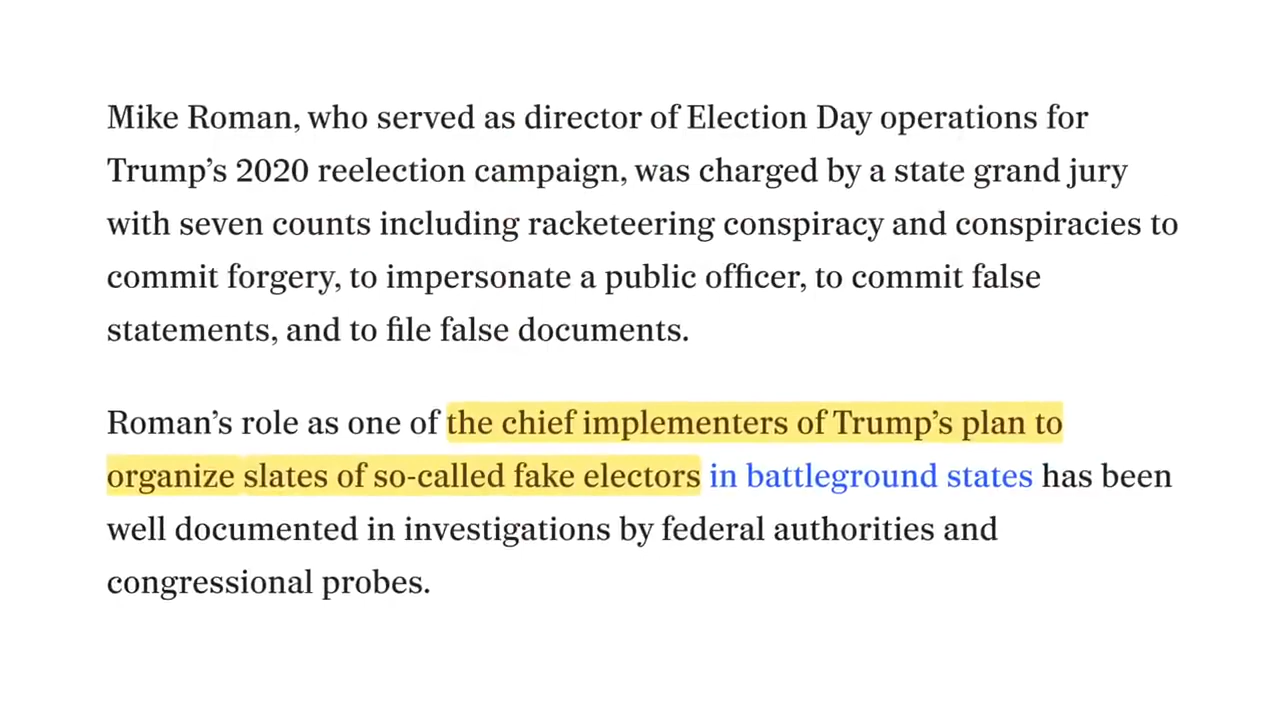 Mike Roman, who served as director of Election Day operations for
Trump’s 2020 reelection campaign, was charged by a state grand jury
with seven counts including racketeering conspiracy and conspiracies to
commit forgery, to impersonate a public officer, to commit false
statements, and to file false documents.
Roman’s role as one of the chief implementers of Trump’s plan to
organize slates of so-called fake electors in battleground states has been
well documented in investigations by federal authorities and
congressional probes.